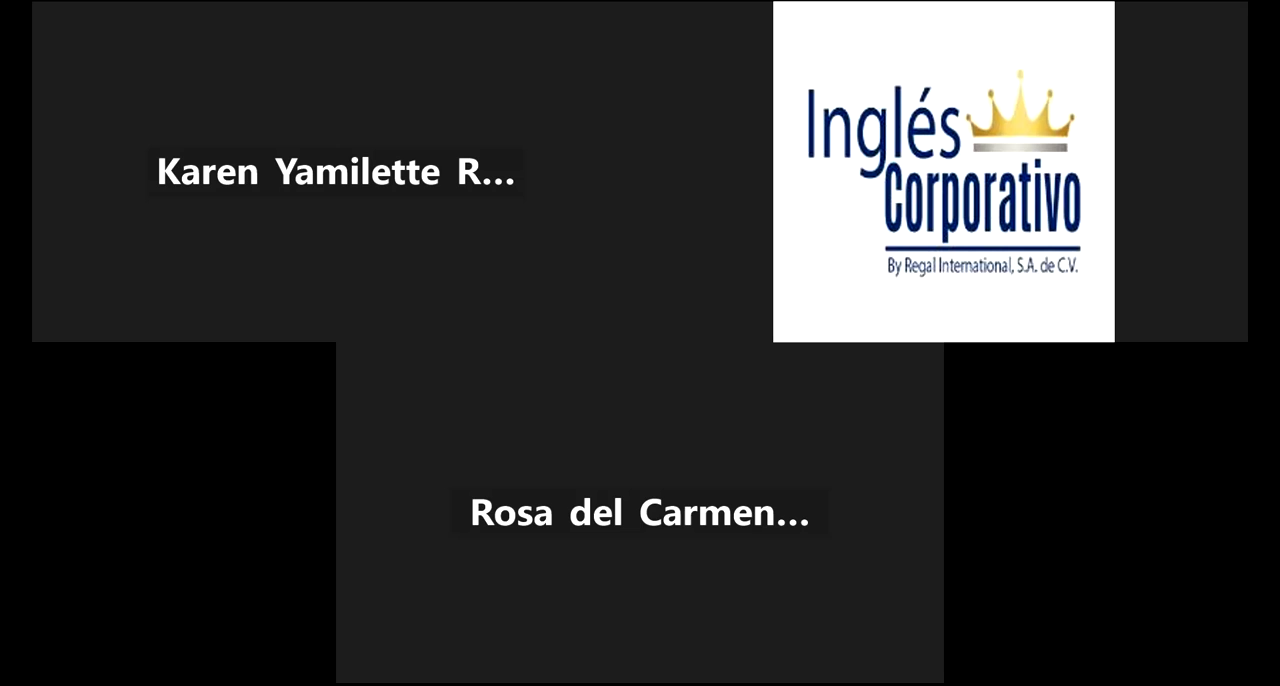 Karen Yamilette R...
Inglés
Corporativo
By Regal International, S.A. de C.V.
Rosa del Carmen...